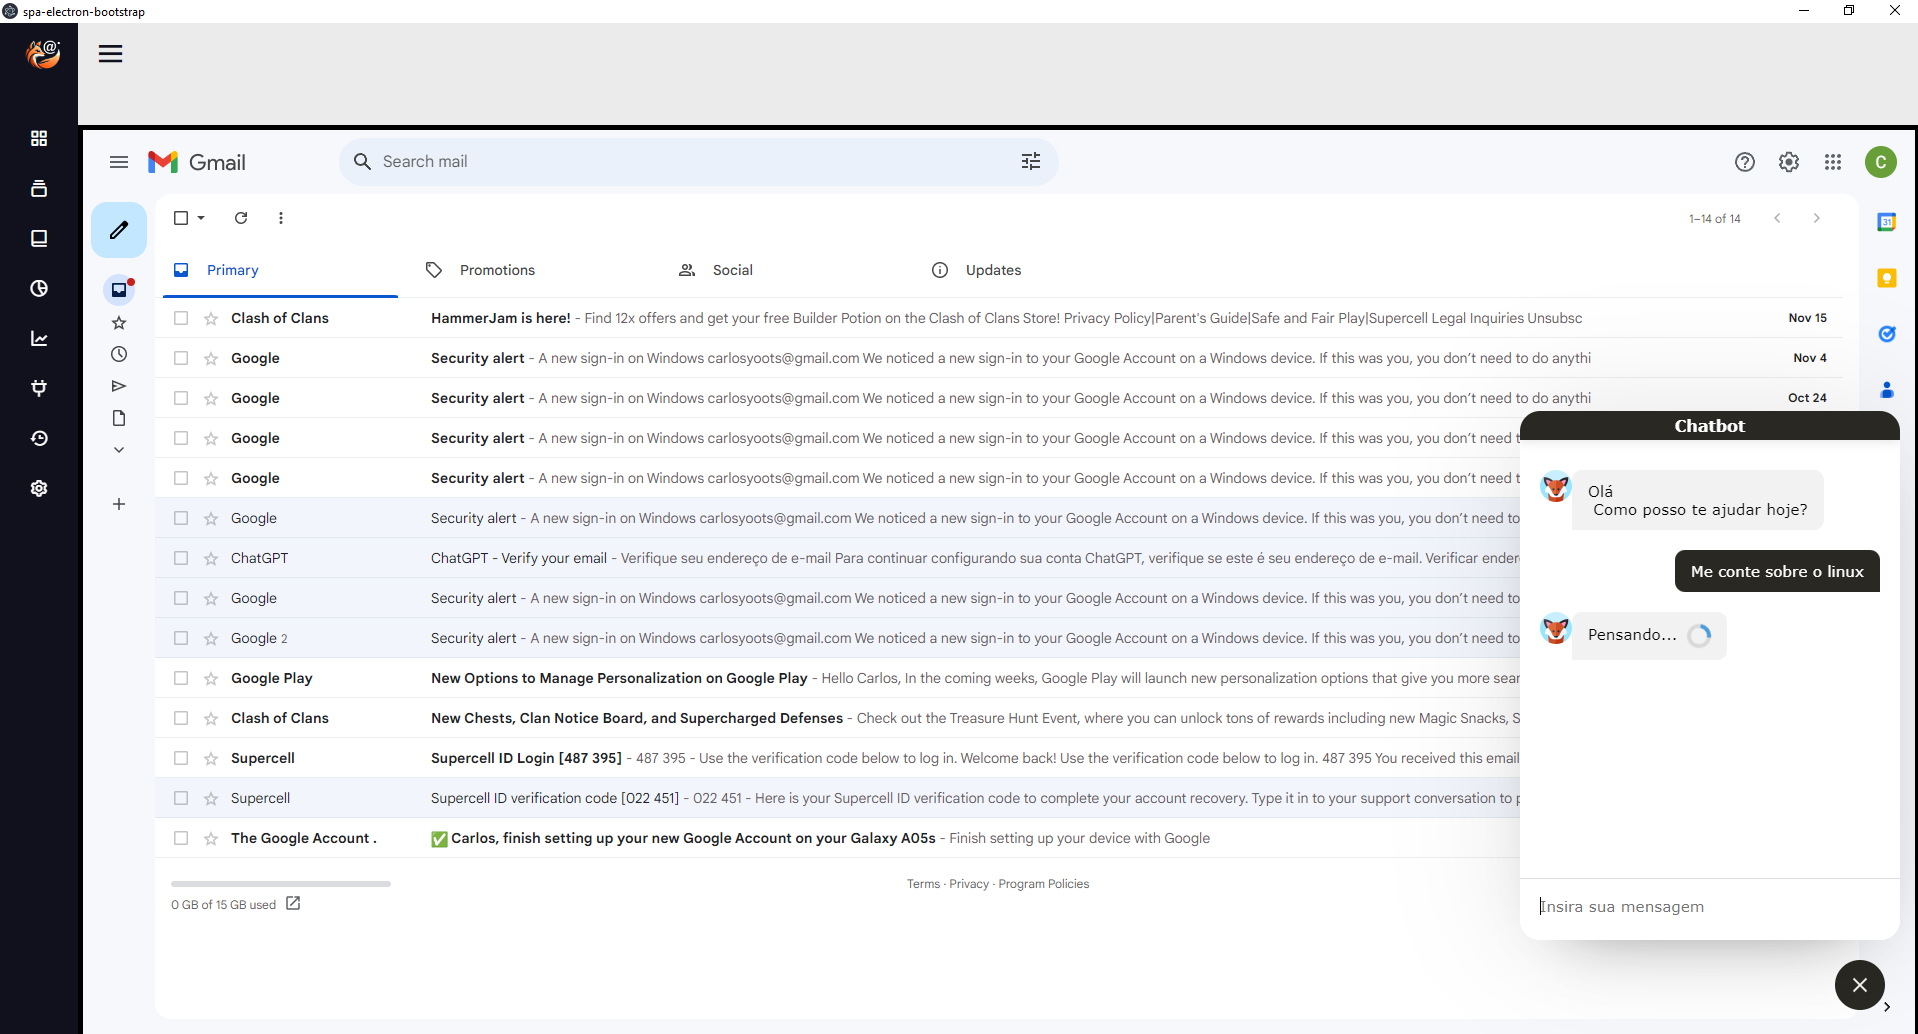 spa-electron-bootstrap
Gmail
Search mail
C
1–14 of 14
31
Primary
Promotions
Social
Updates
Clash of Clans HammerJam is here! - Find 12x offers and get your free Builder Potion on the Clash of Clans Store! Privacy Policy|Parent's Guide|Safe and Fair Play|Supercell Legal Inquiries Unsubsc Nov 15
Google Security alert - A new sign-in on Windows carlosyoots@gmail.com We noticed a new sign-in to your Google Account on a Windows device. If this was you, you don’t need to do anythi Nov 4
Google Security alert - A new sign-in on Windows carlosyoots@gmail.com We noticed a new sign-in to your Google Account on a Windows device. If this was you, you don’t need to do anythi Oct 24
Google Security alert - A new sign-in on Windows carlosyoots@gmail.com We noticed a new sign-in to your Google Account on a Windows device. If this was you, you don’t need t
Google Security alert - A new sign-in on Windows carlosyoots@gmail.com We noticed a new sign-in to your Google Account on a Windows device. If this was you, you don’t need t
Google Security alert - A new sign-in on Windows carlosyoots@gmail.com We noticed a new sign-in to your Google Account on a Windows device. If this was you, you don’t need to
ChatGPT ChatGPT - Verify your email - Verifique seu endereço de e-mail Para continuar configurando sua conta ChatGPT, verifique se este é seu endereço de e-mail. Verificar ender
Google Security alert - A new sign-in on Windows carlosyoots@gmail.com We noticed a new sign-in to your Google Account on a Windows device. If this was you, you don’t need to
Google 2 Security alert - A new sign-in on Windows carlosyoots@gmail.com We noticed a new sign-in to your Google Account on a Windows device. If this was you, you don’t need to
Google Play New Options to Manage Personalization on Google Play - Hello Carlos, In the coming weeks, Google Play will launch new personalization options that give you more sear
Clash of Clans New Chests, Clan Notice Board, and Supercharged Defenses - Check out the Treasure Hunt Event, where you can unlock tons of rewards including new Magic Snacks, S
Supercell Supercell ID Login [487 395] - 487 395 - Use the verification code below to log in. Welcome back! Use the verification code below to log in. 487 395 You received this email
Supercell Supercell ID verification code [022 451] - 022 451 - Here is your Supercell ID verification code to complete your account recovery. Type it in to your support conversation to p
The Google Account . ✅ Carlos, finish setting up your new Google Account on your Galaxy A05s - Finish setting up your device with Google
Terms · Privacy · Program Policies
0 GB of 15 GB used
Chatbot
Olá
Como posso te ajudar hoje?
Me conte sobre o linux
Pensando...
Insira sua mensagem